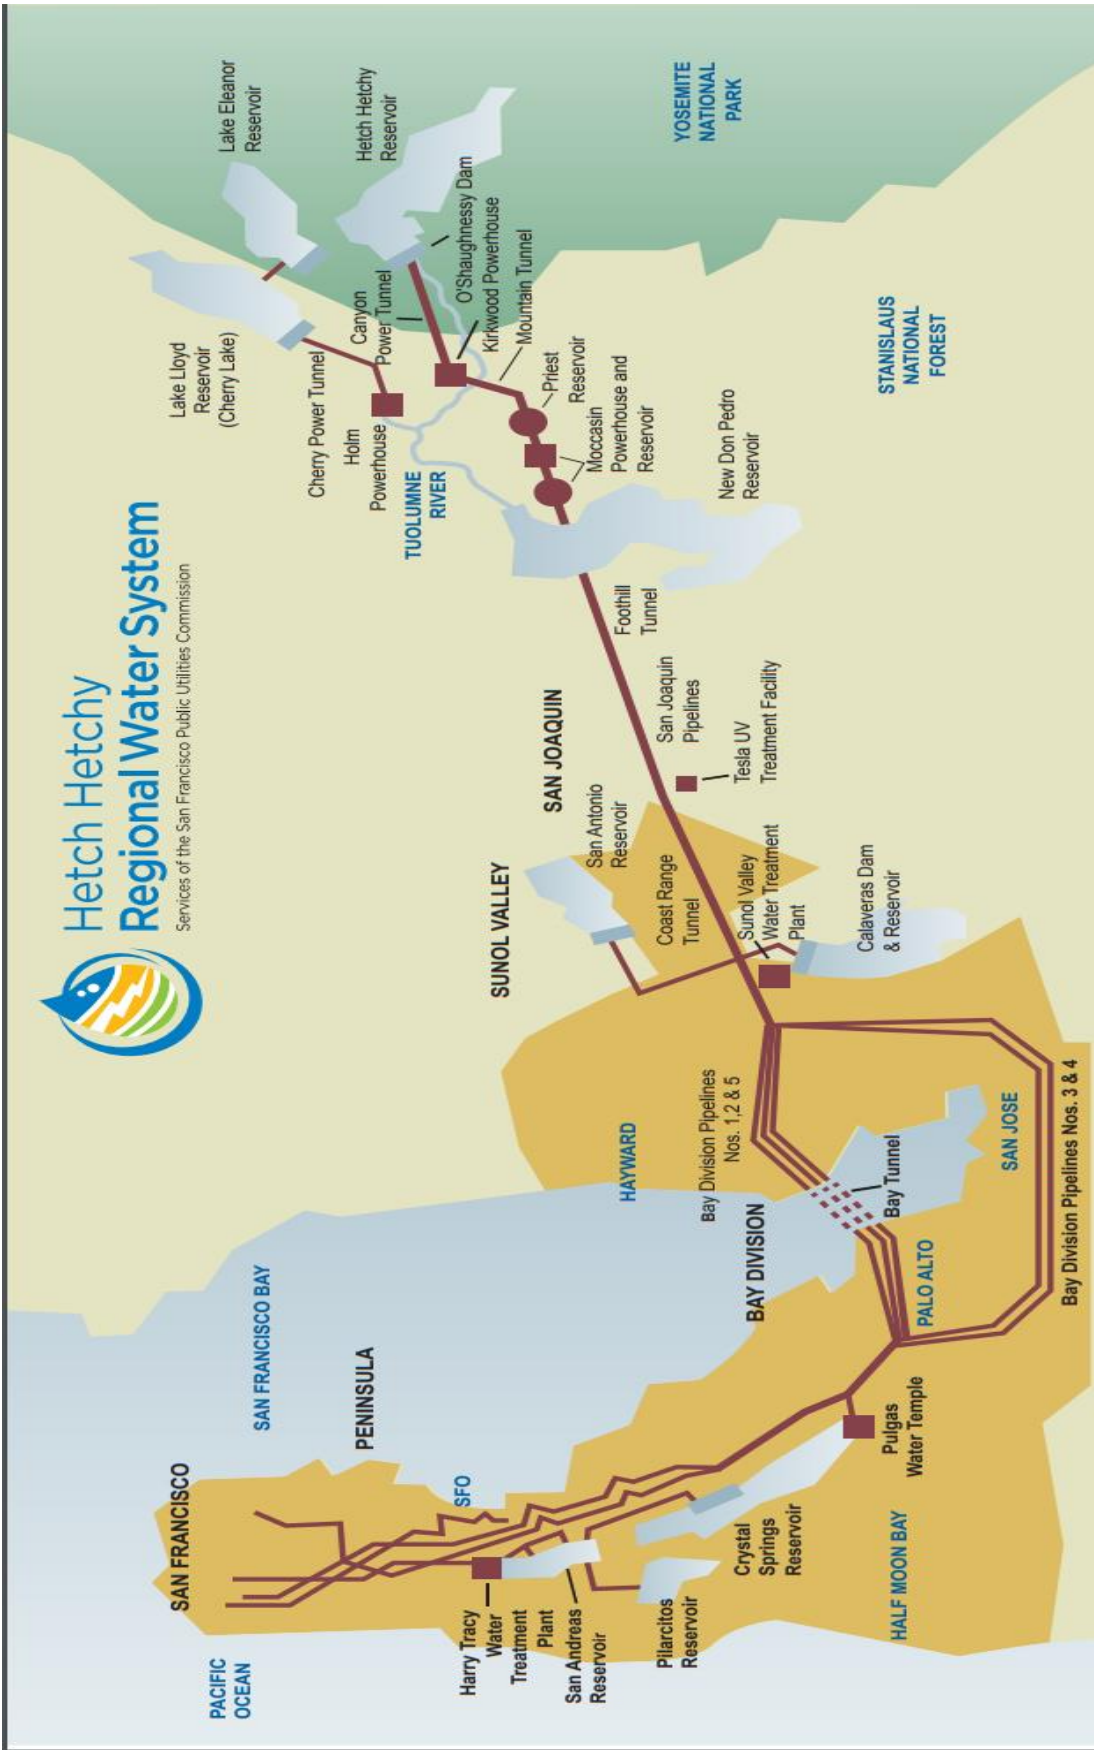 Hetch Hetchy
Regional Water System
Services of the San Francisco Public Utilities Commission
SAN FRANCISCO
PACIFIC
OCEAN
SAN FRANCISCO BAY
PENINSULA
SFO
Harry Tracy
Water
Treatment
Plant
San Andreas
Reservoir
Pilarcitos
Reservoir
Crystal
Springs
Reservoir
HALF MOON BAY
Pulgas
Water Temple
PALO ALTO
BAY DIVISION
HAYWARD
Bay Division Pipelines
Nos. 1,2 & 5
Bay Tunnel
SAN JOSE
Bay Division Pipelines Nos. 3 & 4
SUNOL VALLEY
San Antonio
Reservoir
Coast Range
Tunnel
Sunol Valley
Water Treatment
Plant
Calaveras Dam
& Reservoir
SAN JOAQUIN
San Joaquin
Pipelines
Tesla UV
Treatment Facility
Foothill
Tunnel
TUOLUMNE
RIVER
New Don Pedro
Reservoir
Moccasin
Powerhouse and
Reservoir
Priest
Reservoir
Mountain Tunnel
Kirkwood Powerhouse
O'Shaughnessy Dam
Canyon
Power Tunnel
Holm
Powerhouse
Cherry Power Tunnel
Lake Lloyd
Reservoir
(Cherry Lake)
Lake Eleanor
Reservoir
Hetch Hetchy
Reservoir
YOSEMITE
NATIONAL
PARK
STANISLAUS
NATIONAL
FOREST